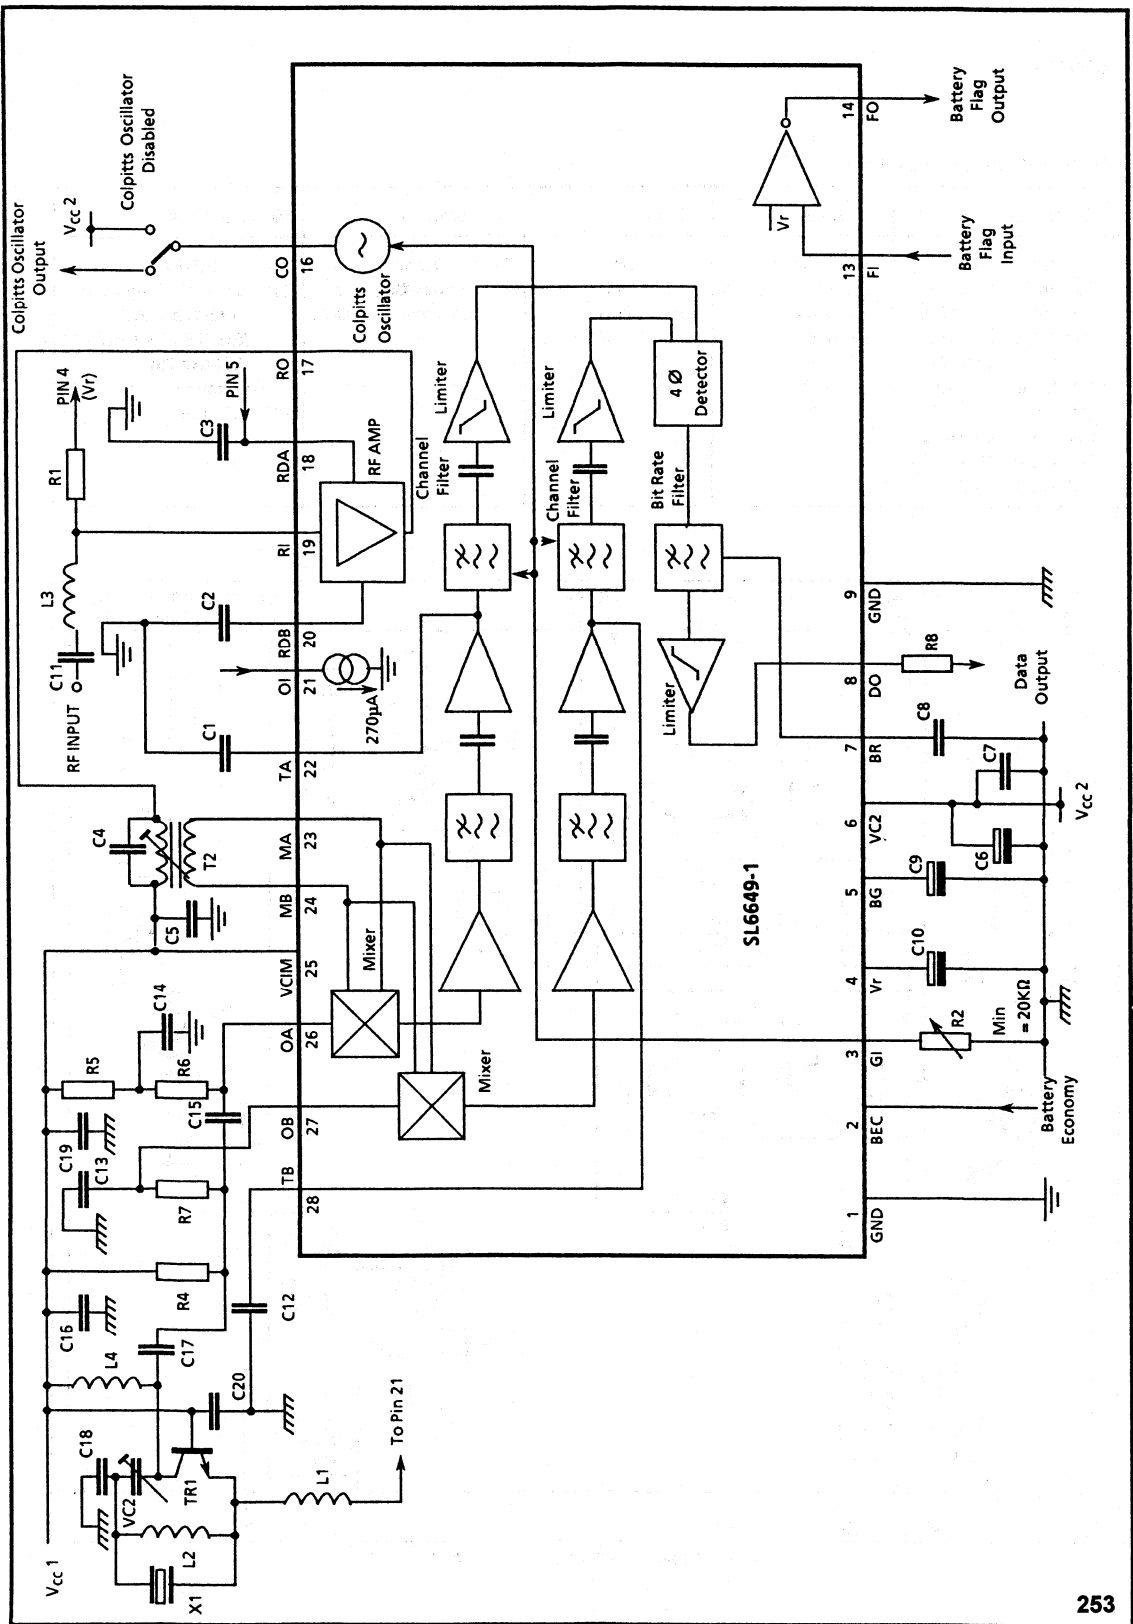 Vcc 1
X1
L2
VC2
C18
TR1
L1
To Pin 21
C20
L4
C17
C16
R4
C12
R7
C13
C19
C15
R5
R6
C14
C5
C4
T2
C1
C2
RF INPUT
C11
L3
R1
PIN 4
(Vr)
C3
PIN 5
Colpitts Oscillator
Output
Vcc 2
Colpitts Oscillator
Disabled
28
TB
27
OB
26
OA
25
VCIM
24
MB
23
MA
22
TA
21
OI
20
RDB
19
RI
18
RDA
17
RO
16
CO
270µA
RF AMP
Colpitts
Oscillator
Mixer
Mixer
Channel
Filter
Limiter
Channel
Filter
Limiter
4 Ø
Detector
Bit Rate
Filter
Limiter
SL6649-1
Vr
1
GND
2
BEC
3
GI
4
Vr
5
BG
6
VC2
7
BR
8
DO
9
GND
13
FI
14
FO
Battery
Economy
R2
Min
= 20KΩ
C10
C9
C6
C7
Vcc 2
C8
R8
Data
Output
Battery
Flag
Input
Battery
Flag
Output
253